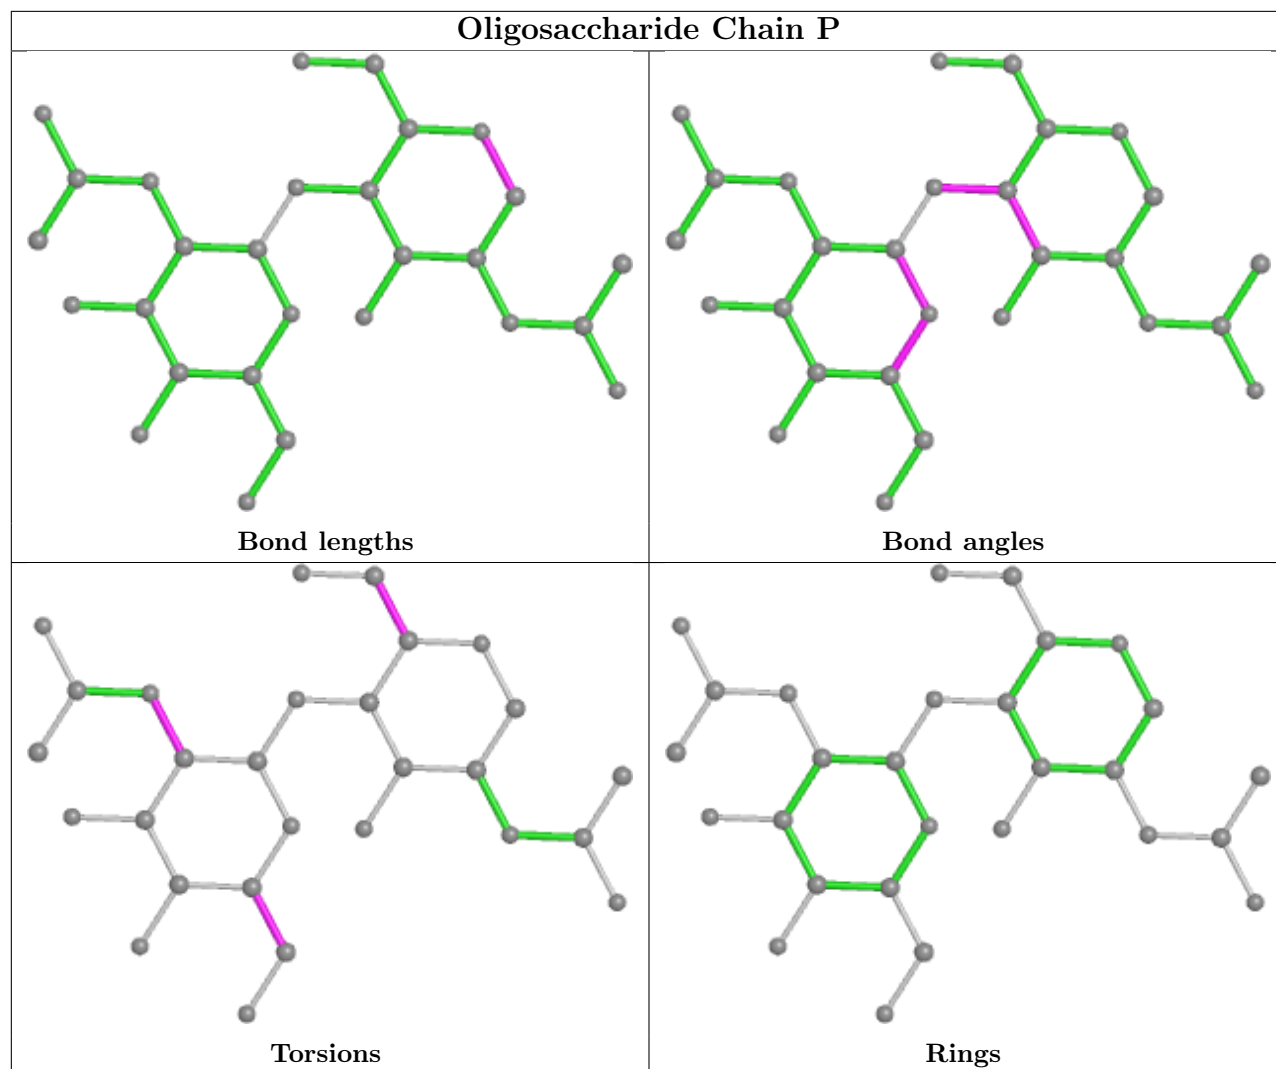 Oligosaccharide Chain P
Bond lengths
Bond angles
Torsions
Rings